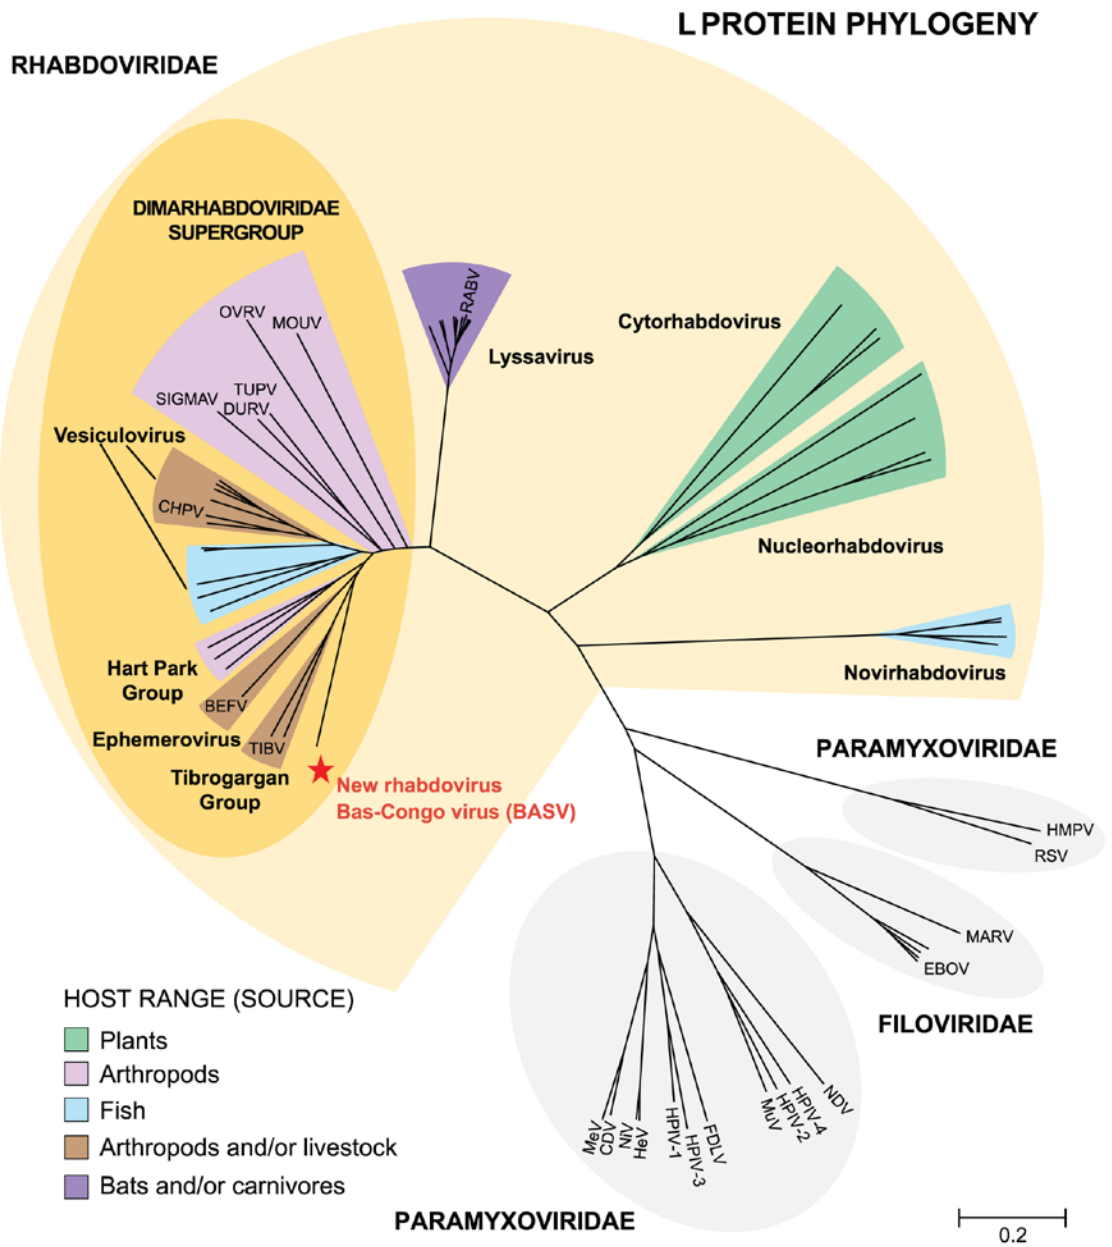 L PROTEIN PHYLOGENY
RHABDOVIRIDAE
DIMARHABDOVIRIDAE
SUPERGROUP
OVRV
MOUV
TUPV
SIGMAV
DURV
RABV
Lyssavirus
Cytorhabdovirus
Vesiculovirus
CHPV
Nucleorhabdovirus
Hart Park
Group
BEFV
Ephemerovirus
TIBV
Tibrogargan
Group
New rhabdovirus
Bas-Congo virus (BASV)
Novirhabdovirus
PARAMYXOVIRIDAE
HMPV
RSV
MARV
EBOV
FILOVIRIDAE
MeV
CDV
NiV
HeV
HPIV-1
HPIV-3
FDLV
MuV
HPIV-2
HPIV-4
NDV
PARAMYXOVIRIDAE
HOST RANGE (SOURCE)
Plants
Arthropods
Fish
Arthropods and/or livestock
Bats and/or carnivores
0.2